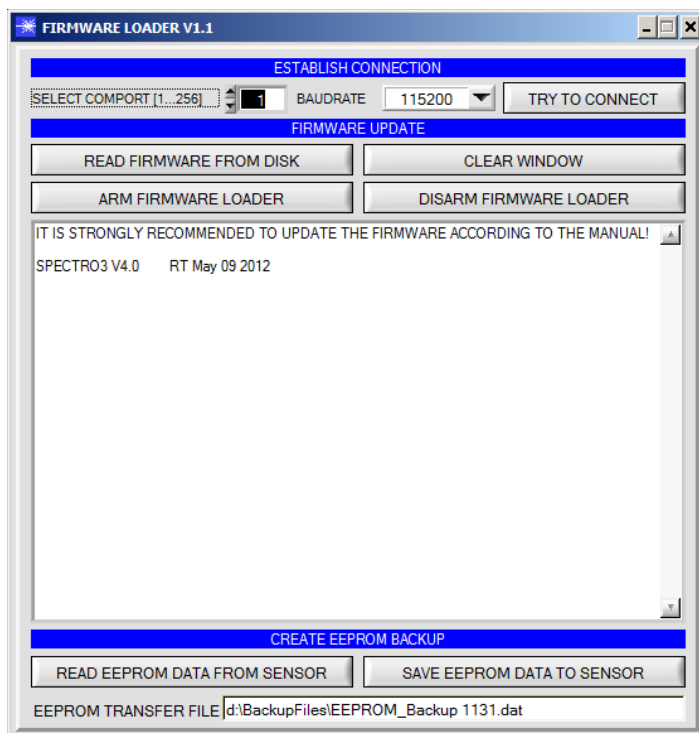 FIRMWARE LOADER V1.1
ESTABLISH CONNECTION
SELECT COMPORT [1...256] 1 BAUDRATE 115200 TRY TO CONNECT
FIRMWARE UPDATE
READ FIRMWARE FROM DISK CLEAR WINDOW
ARM FIRMWARE LOADER DISARM FIRMWARE LOADER
IT IS STRONGLY RECOMMENDED TO UPDATE THE FIRMWARE ACCORDING TO THE MANUAL!
SPECTRO3 V4.0 RT May 09 2012
CREATE EEPROM BACKUP
READ EEPROM DATA FROM SENSOR SAVE EEPROM DATA TO SENSOR
EEPROM TRANSFER FILE d:\BackupFiles\EEPROM_Backup 1131.dat